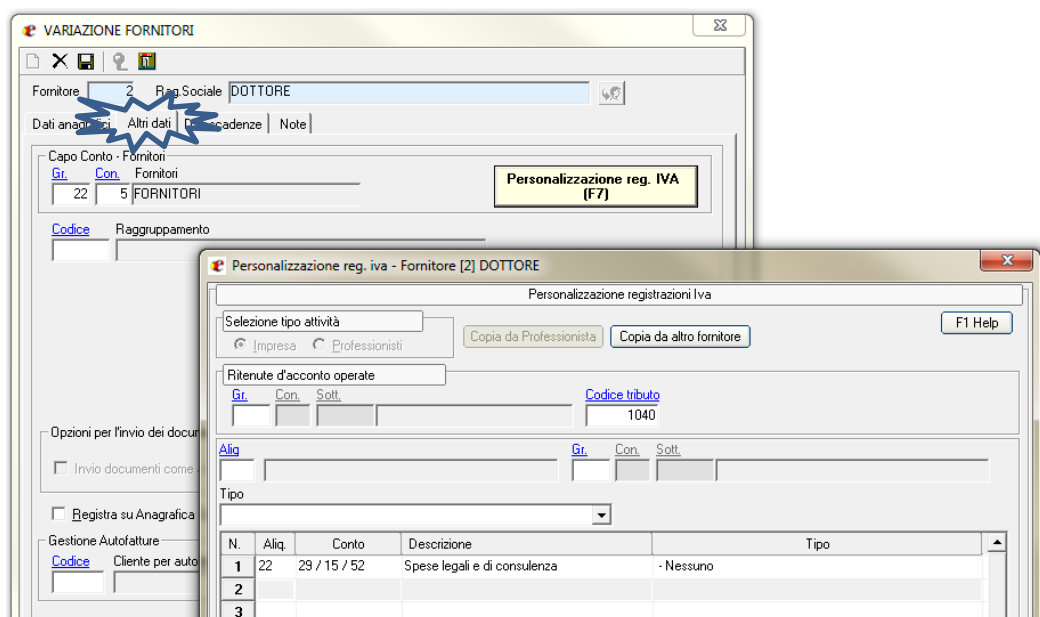 VARIAZIONE FORNITORI
Fornitore 2 Rag.Sociale DOTTORE
Dati anagrafici Altri dati Note
Capo Conto - Fornitori
Gr. Con. Fornitori
22 5 FORNITORI
Personalizzazione reg. IVA
(F7)
Codice Raggruppamento
Personalizzazione reg. iva - Fornitore [2] DOTTORE
Personalizzazione registrazioni Iva
Selezione tipo attività
Impresa Professionisti
Copia da Professionista Copia da altro fornitore F1 Help
Ritenute d'acconto operate
Gr. Con. Sott. Codice tributo
1040
Opzioni per l'invio dei docur
Invio documenti come
Aliq Gr. Con. Sott.
Tipo
Registra su Anagrafica
Gestione Autofatture
Codice Cliente per auto
N. Aliq. Conto Descrizione Tipo
1 22 29 / 15 / 52 Spese legali e di consulenza - Nessuno
2
3